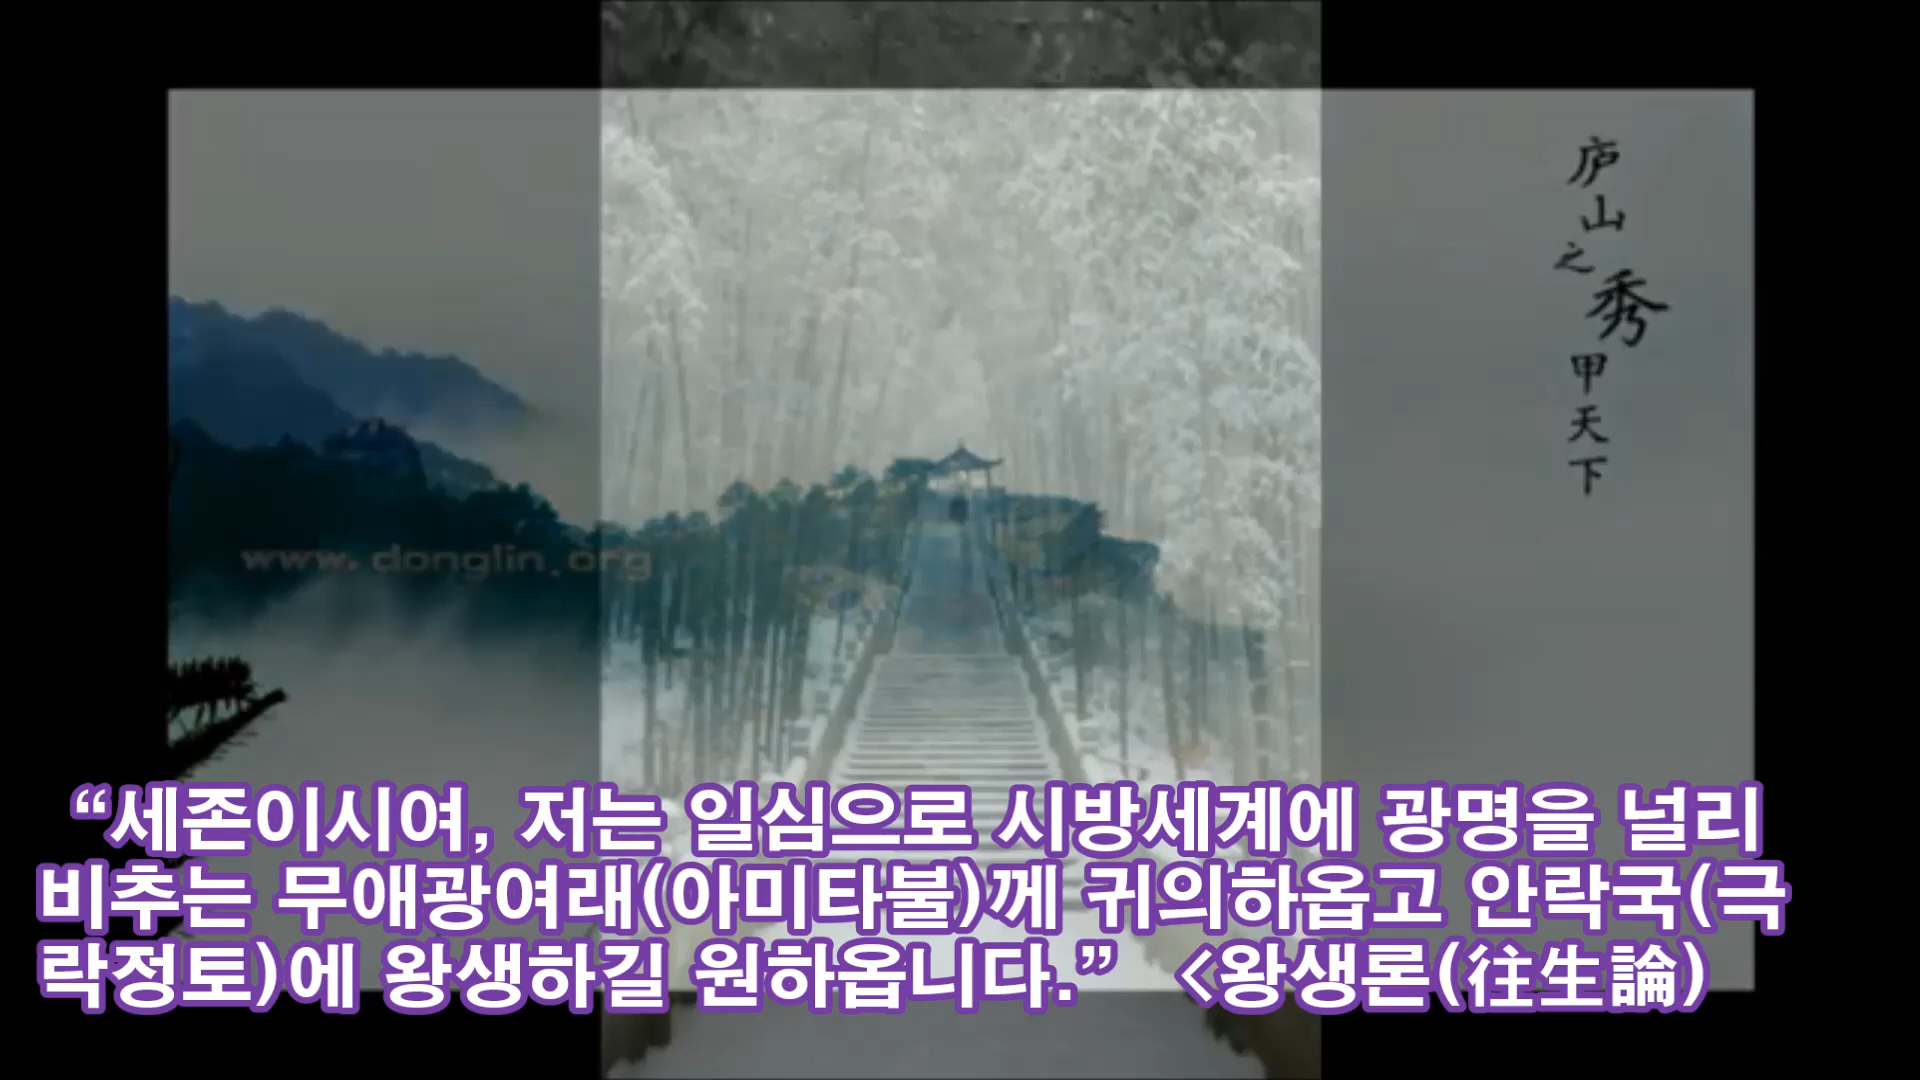 庐山之秀甲天下
www.donglin.org
“세존이시여, 저는 일심으로 시방세계에 광명을 널리
비추는 무애광여래(아미타불)께 귀의하옵고 안락국(극
락정토)에 왕생하길 원하옵니다.” <왕생론(往生論)